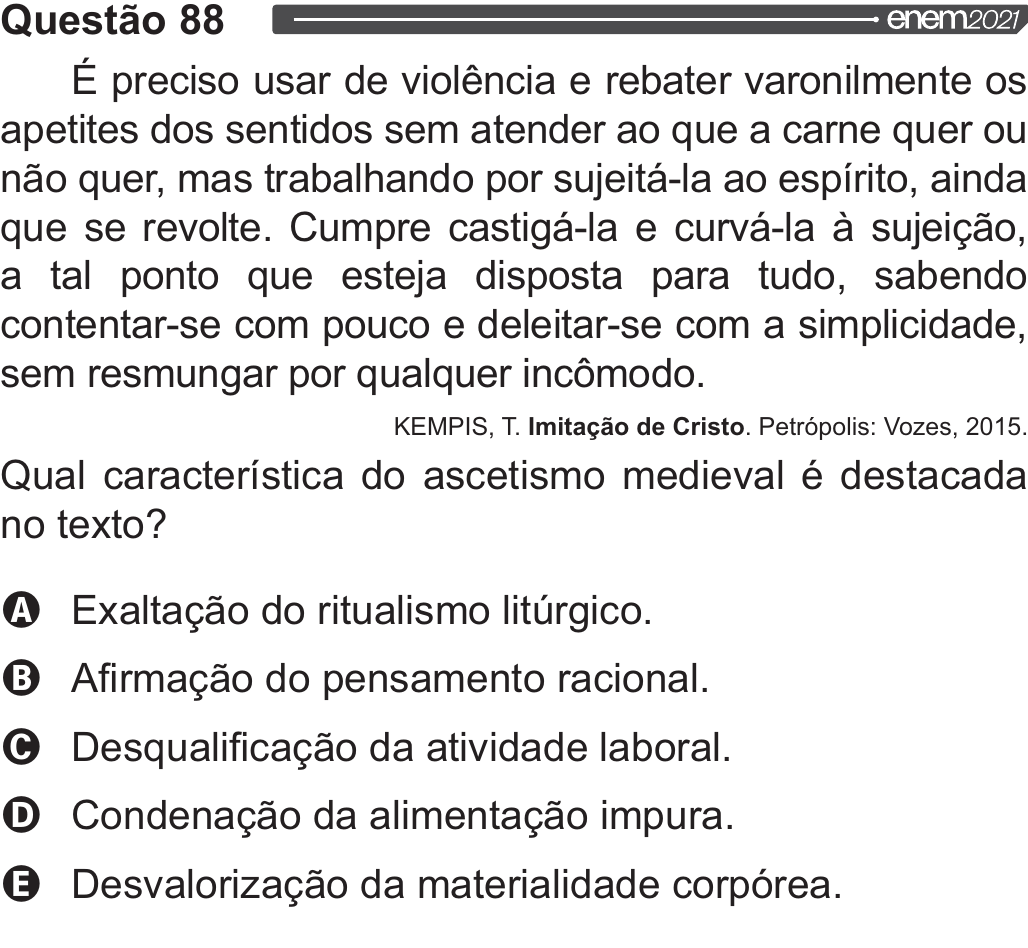 Questão 88 enem2021
É preciso usar de violência e rebater varonilmente os
apetites dos sentidos sem atender ao que a carne quer ou
não quer, mas trabalhando por sujeitá-la ao espírito, ainda
que se revolte. Cumpre castigá-la e curvá-la à sujeição,
a tal ponto que esteja disposta para tudo, sabendo
contentar-se com pouco e deleitar-se com a simplicidade,
sem resmungar por qualquer incômodo.
KEMPIS, T. Imitação de Cristo. Petrópolis: Vozes, 2015.
Qual característica do ascetismo medieval é destacada
no texto?
A Exaltação do ritualismo litúrgico.
B Afirmação do pensamento racional.
C Desqualificação da atividade laboral.
D Condenação da alimentação impura.
E Desvalorização da materialidade corpórea.